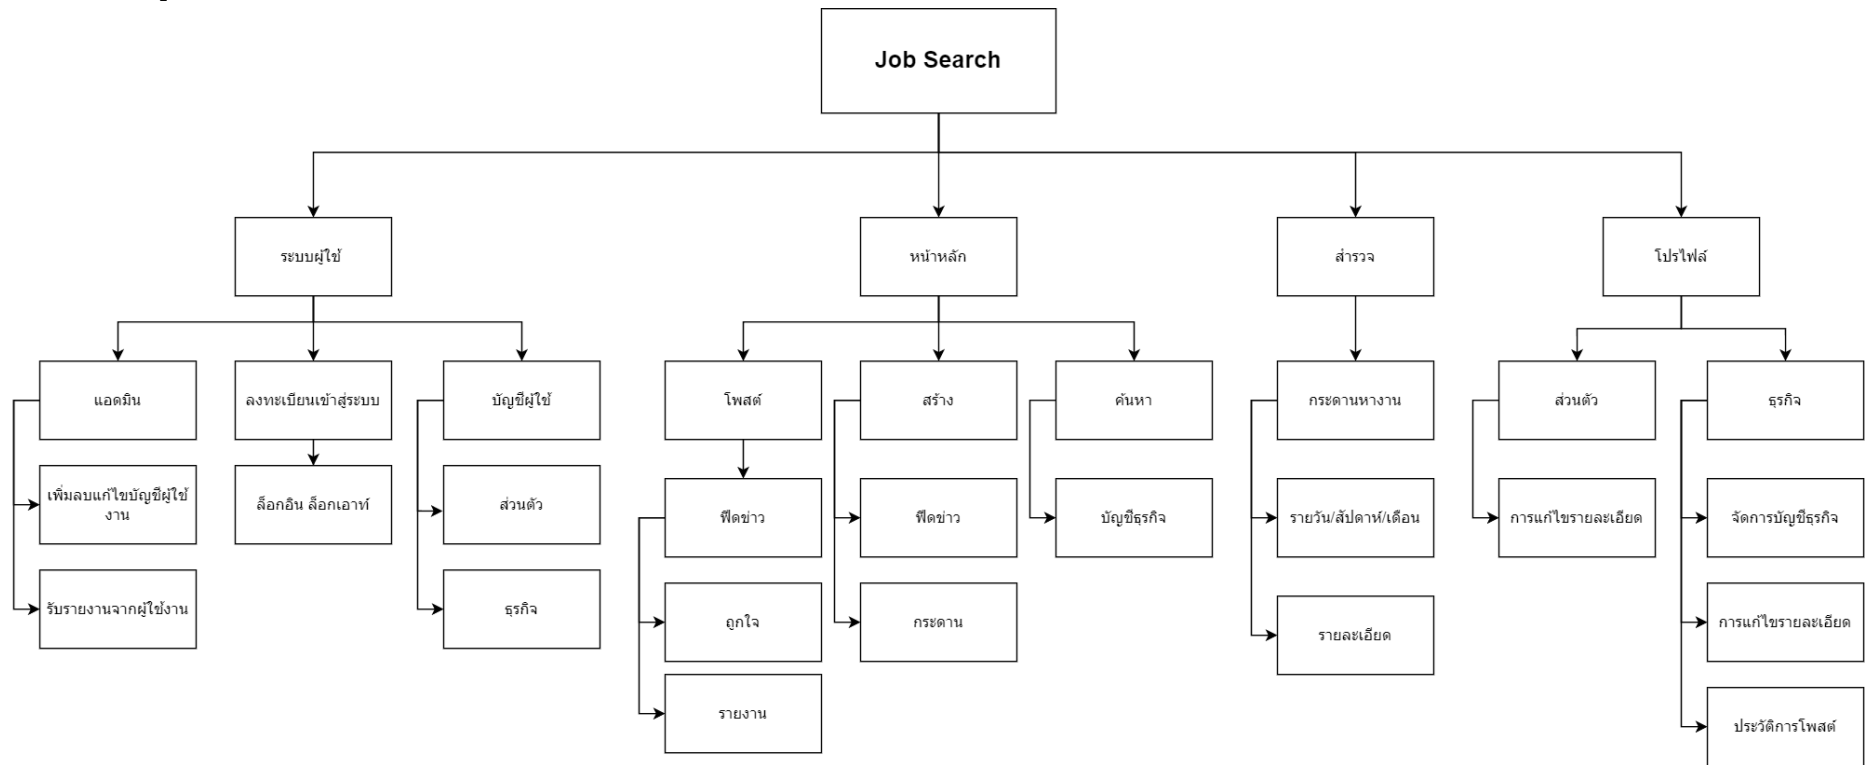 Job Search
ระบบผู้ใช้
หน้าหลัก
สำรวจ
โปรไฟล์
แอดมิน
ลงทะเบียนเข้าสู่ระบบ
บัญชีผู้ใช้
โพสต์
สร้าง
ค้นหา
กระดานหางาน
ส่วนตัว
ธุรกิจ
เพิ่มลบแก้ไขบัญชีผู้ใช้
งาน
ล็อกอิน ล็อกเอาท์
ส่วนตัว
ฟีดข่าว
ฟีดข่าว
บัญชีธุรกิจ
รายวัน/สัปดาห์/เดือน
การแก้ไขรายละเอียด
จัดการบัญชีธุรกิจ
รับรายงานจากผู้ใช้งาน
ธุรกิจ
ถูกใจ
กระดาน
รายละเอียด
การแก้ไขรายละเอียด
รายงาน
ประวัติการโพสต์